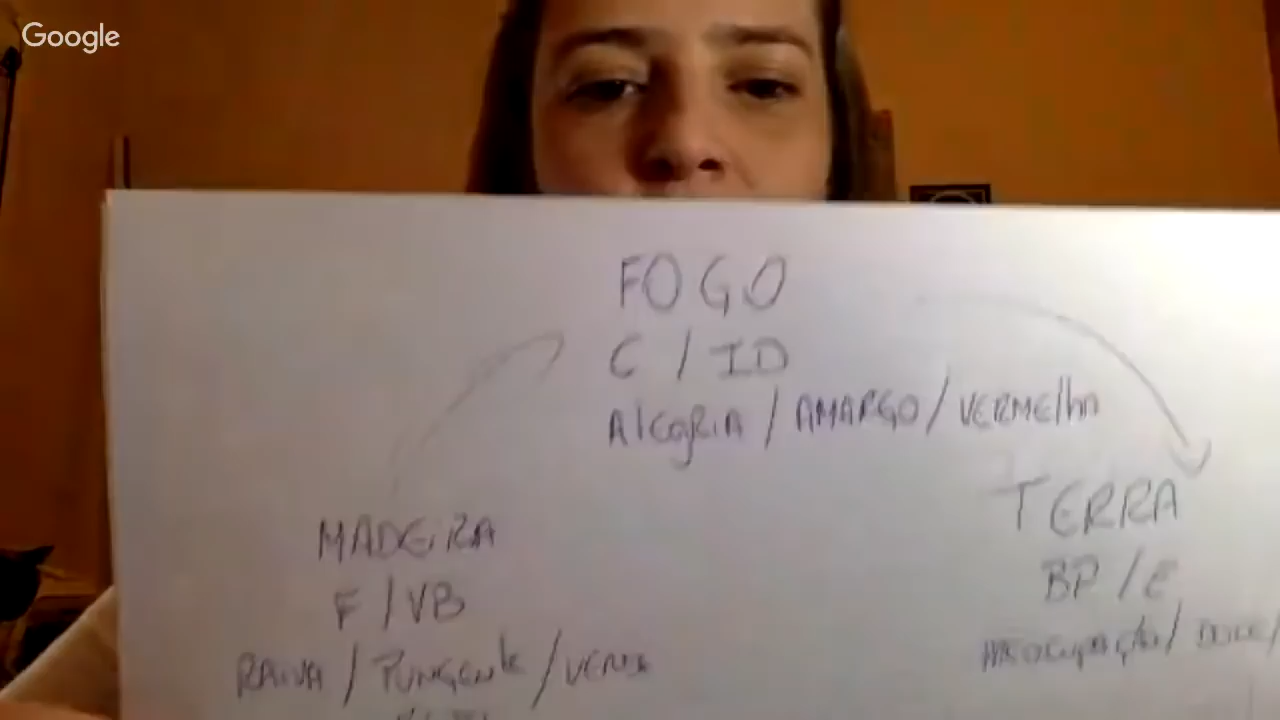 Google
FOGO
C / ID
AlegRIA / AMARGO / VERMElho
MADEiRA
F / VB
RAIVA / PUNgente / VERDE
TERRA
BP / E
PREOCUPAÇÃO / DOCE /